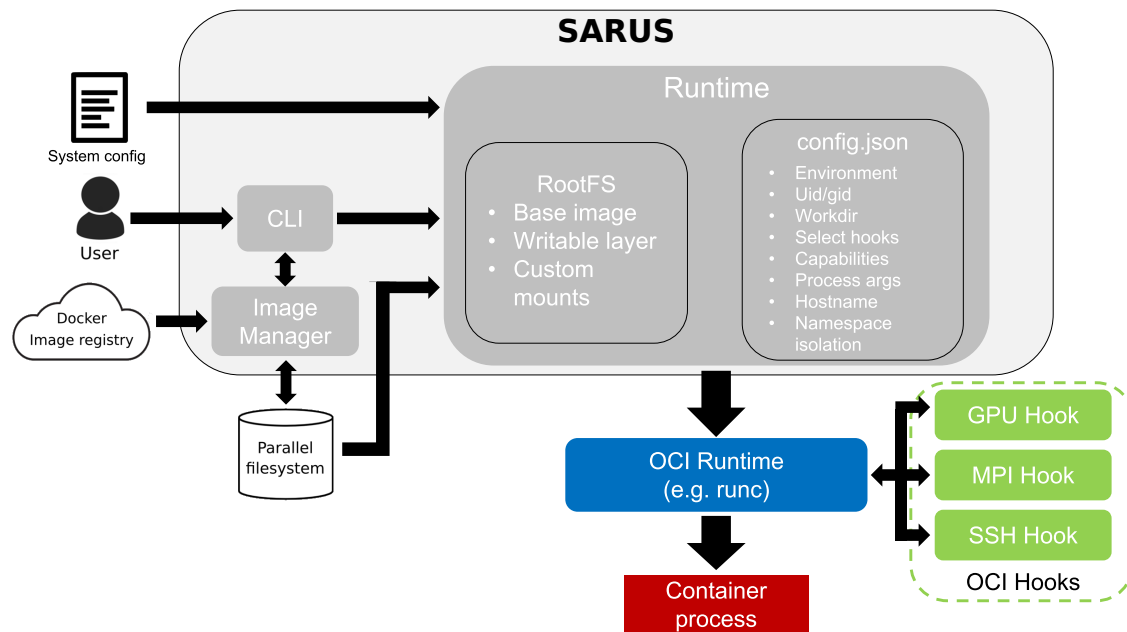 SARUS
System config
User
Docker
Image registry
CLI
Image
Manager
Parallel
filesystem
Runtime
RootFS
• Base image
• Writable layer
• Custom
mounts
config.json
• Environment
• Uid/gid
• Workdir
• Select hooks
• Capabilities
• Process args
• Hostname
• Namespace
isolation
OCI Runtime
(e.g. runc)
GPU Hook
MPI Hook
SSH Hook
OCI Hooks
Container
process